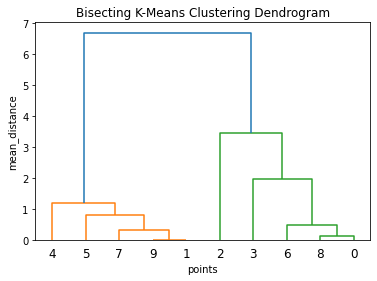 Bisecting K-Means Clustering Dendrogram
7
6
5
4
3
2
1
0
mean_distance
4 5 7 9 1 2 3 6 8 0
points